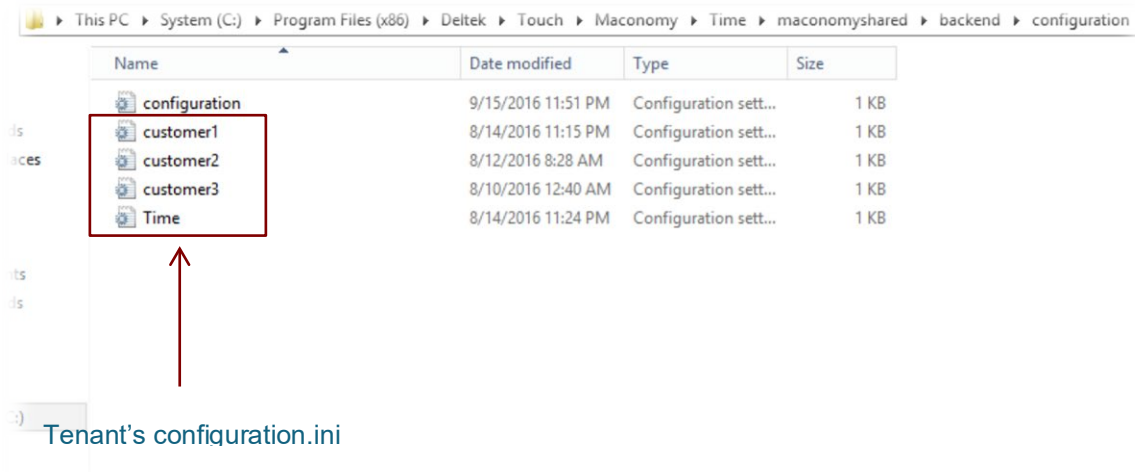 This PC ▸ System (C:) ▸ Program Files (x86) ▸ Deltek ▸ Touch ▸ Maconomy ▸ Time ▸ maconomyshared ▸ backend ▸ configuration
Name Date modified Type Size
configuration 9/15/2016 11:51 PM Configuration sett... 1 KB
ds customer1 8/14/2016 11:15 PM Configuration sett... 1 KB
aces customer2 8/12/2016 8:28 AM Configuration sett... 1 KB
customer3 8/10/2016 12:40 AM Configuration sett... 1 KB
Time 8/14/2016 11:24 PM Configuration sett... 1 KB
nts
ds
:)
Tenant's configuration.ini